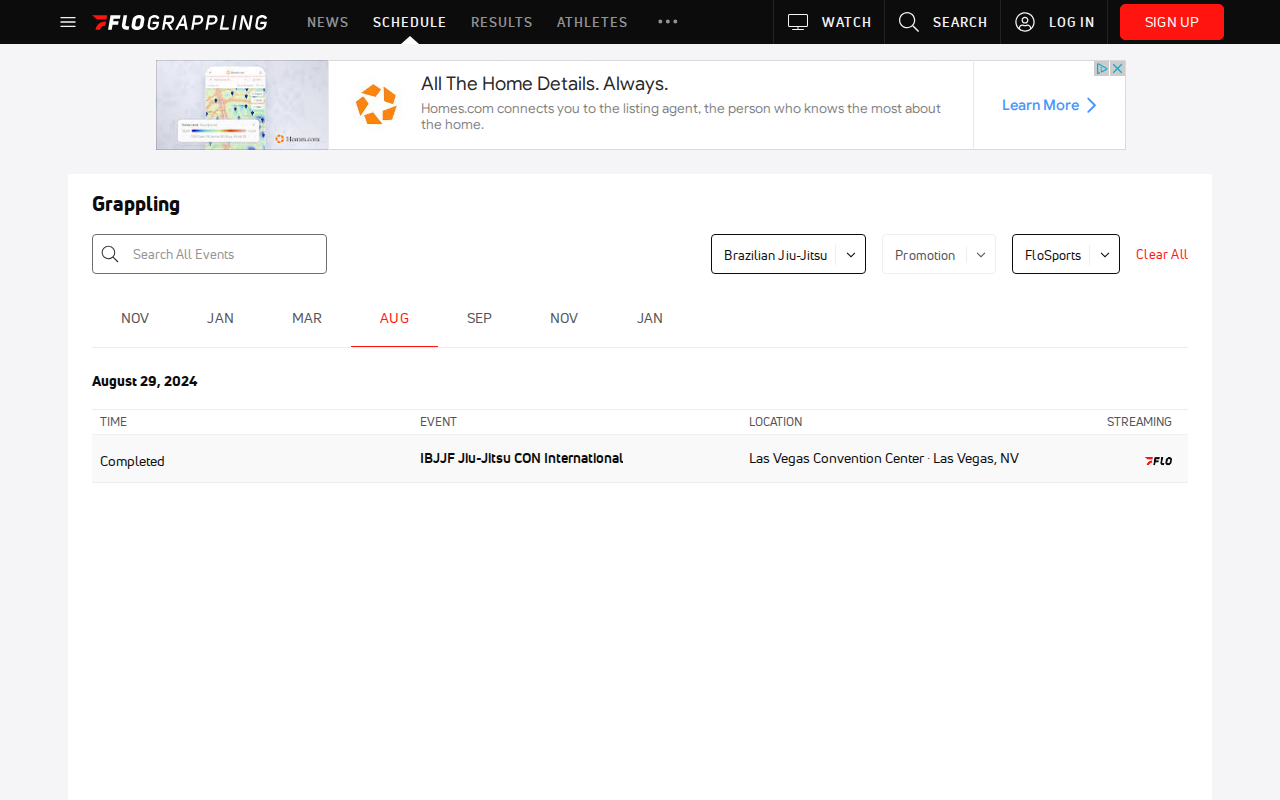 FLOGRAPPLING NEWS SCHEDULE RESULTS ATHLETES WATCH SEARCH LOG IN SIGN UP
All The Home Details. Always.
Homes.com connects you to the listing agent, the person who knows the most about
the home.
Learn More
Homes.com
Grappling
Search All Events Brazilian Jiu-Jitsu Promotion FloSports Clear All
NOV JAN MAR AUG SEP NOV JAN
August 29, 2024
TIME EVENT LOCATION STREAMING
Completed IBJJF Jiu-Jitsu CON International Las Vegas Convention Center · Las Vegas, NV FLO